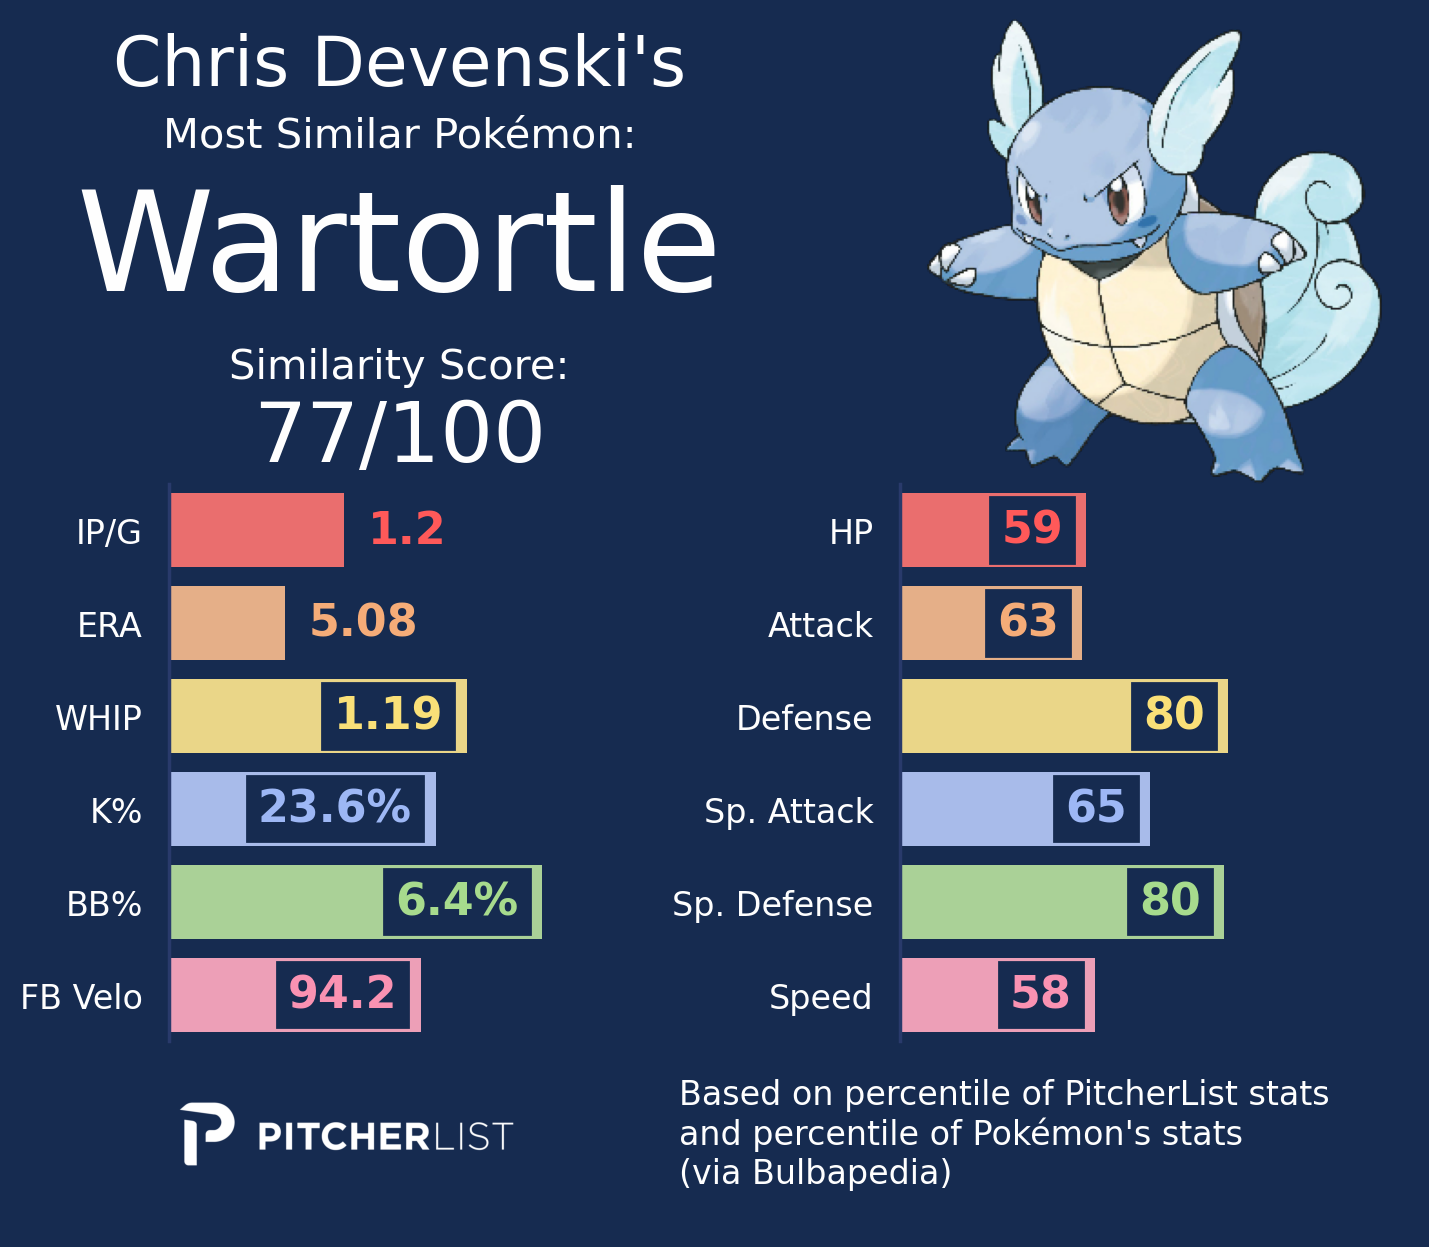 Chris Devenski's
Most Similar Pokémon:
Wartortle
Similarity Score:
77/100
IP/G 1.2
ERA 5.08
WHIP 1.19
K% 23.6%
BB% 6.4%
FB Velo 94.2
HP 59
Attack 63
Defense 80
Sp. Attack 65
Sp. Defense 80
Speed 58
PITCHERLIST
Based on percentile of PitcherList stats
and percentile of Pokémon's stats
(via Bulbapedia)